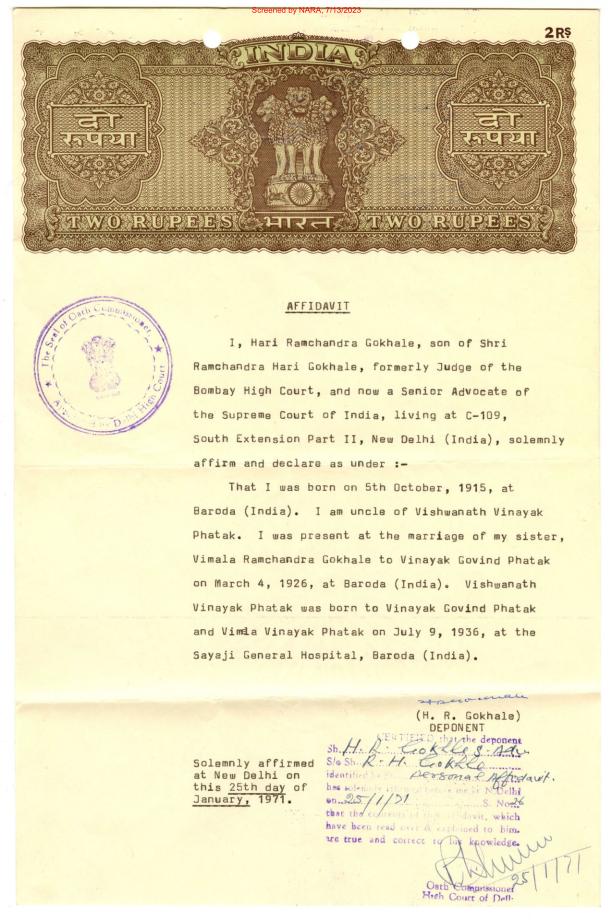 Screened by NARA, 7/13/2023
2RS
INDIA
दो
रूपया
दो
रूपया
TWO RUPEES भारत TWO RUPEES
AFFIDAVIT
The Seal of Oath Commissioner
Delhi High Court
I, Hari Ramchandra Gokhale, son of Shri
Ramchandra Hari Gokhale, formerly Judge of the
Bombay High Court, and now a Senior Advocate of
the Supreme Court of India, living at C-109,
South Extension Part II, New Delhi (India), solemnly
affirm and declare as under :-
That I was born on 5th October, 1915, at
Baroda (India). I am uncle of Vishwanath Vinayak
Phatak. I was present at the marriage of my sister,
Vimala Ramchandra Gokhale to Vinayak Govind Phatak
on March 4, 1926, at Baroda (India). Vishwanath
Vinayak Phatak was born to Vinayak Govind Phatak
and Vimla Vinayak Phatak on July 9, 1936, at the
Sayaji General Hospital, Baroda (India).
(H. R. Gokhale)
DEPONENT
Solemnly affirmed
at New Delhi on
this 25th day of
January, 1971.
CERTIFIED that the deponent
Sh. H. R. Gokhle S. Adv.
S/o Sh. R. H. Gokhle
identified by personal Affidavit.
has solemnly affirmed before me at N. Delhi
on 25/1/71 S. No. 26
that the contents of this affidavit, which
have been read over & explained to him.
are true and correct to his knowledge.
25/1/71
Oath Commissioner
High Court of Delhi